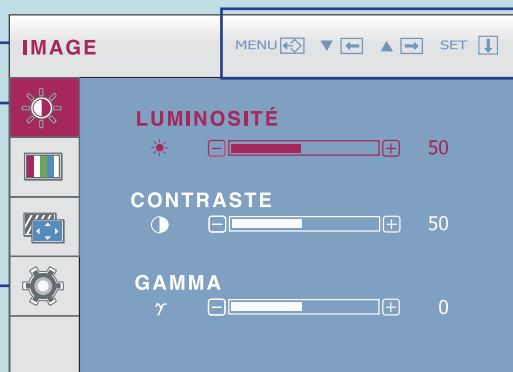 IMAGE MENU ▼ ▲ SET
LUMINOSITÉ
50
CONTRASTE
50
GAMMA
γ 0